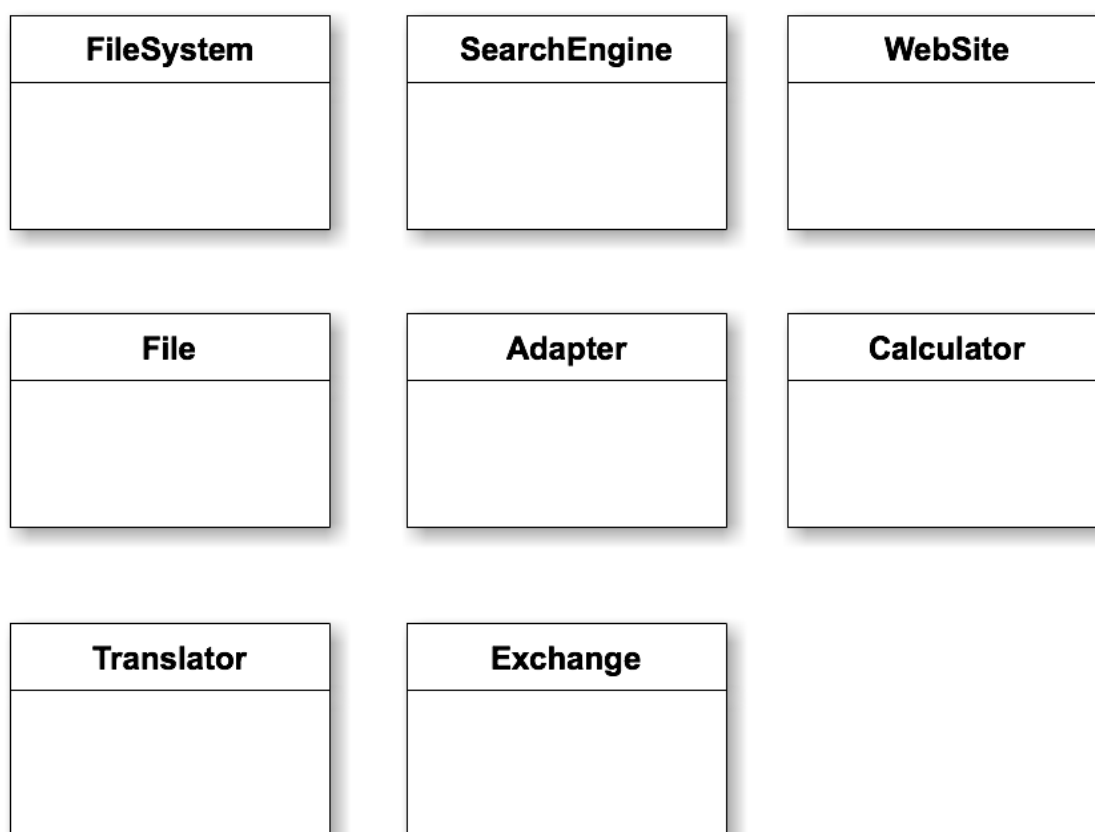 FileSystem
SearchEngine
WebSite
File
Adapter
Calculator
Translator
Exchange